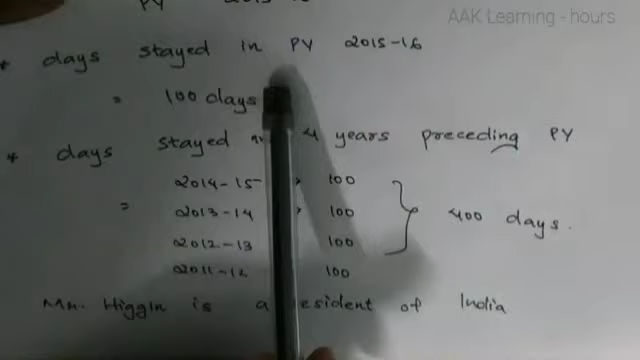 AAK Learning - hours
PY
* days stayed in PY 2015-16
= 100 days
* days stayed 4 years preceding PY
2014-15 100
= 2013-14 100
400 days.
2012-13 100
2011-12 100
Mr. Higgin is a resident of India